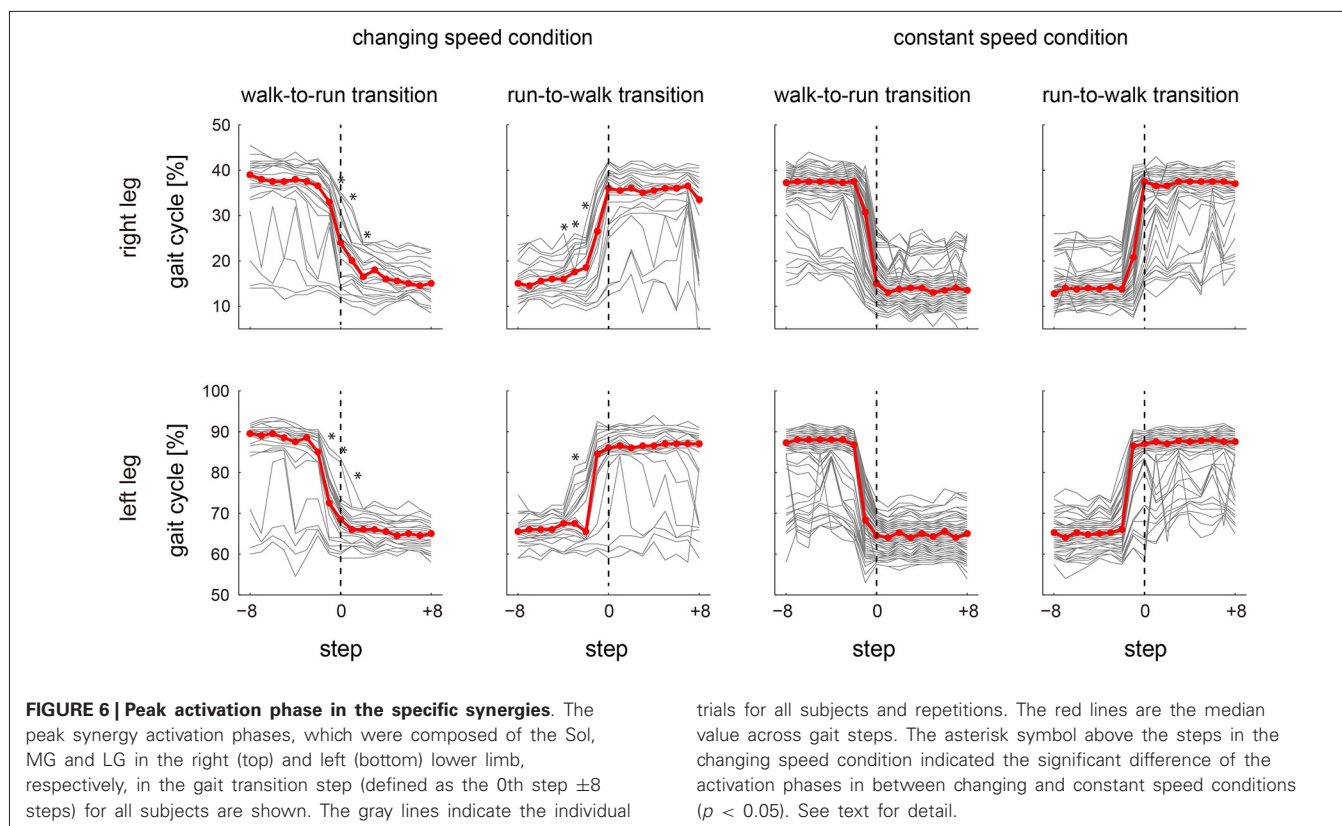 changing speed condition
constant speed condition
walk-to-run transition
run-to-walk transition
walk-to-run transition
run-to-walk transition
right leg
gait cycle [%]
50
40
30
20
10
* * *
* * *
left leg
gait cycle [%]
100
90
80
70
60
50
* * *
*
−8 0 +8
−8 0 +8
−8 0 +8
−8 0 +8
step
step
step
step
FIGURE 6 | Peak activation phase in the specific synergies. The
peak synergy activation phases, which were composed of the Sol,
MG and LG in the right (top) and left (bottom) lower limb,
respectively, in the gait transition step (defined as the 0th step ±8
steps) for all subjects are shown. The gray lines indicate the individual
trials for all subjects and repetitions. The red lines are the median
value across gait steps. The asterisk symbol above the steps in the
changing speed condition indicated the significant difference of the
activation phases in between changing and constant speed conditions
(p < 0.05). See text for detail.